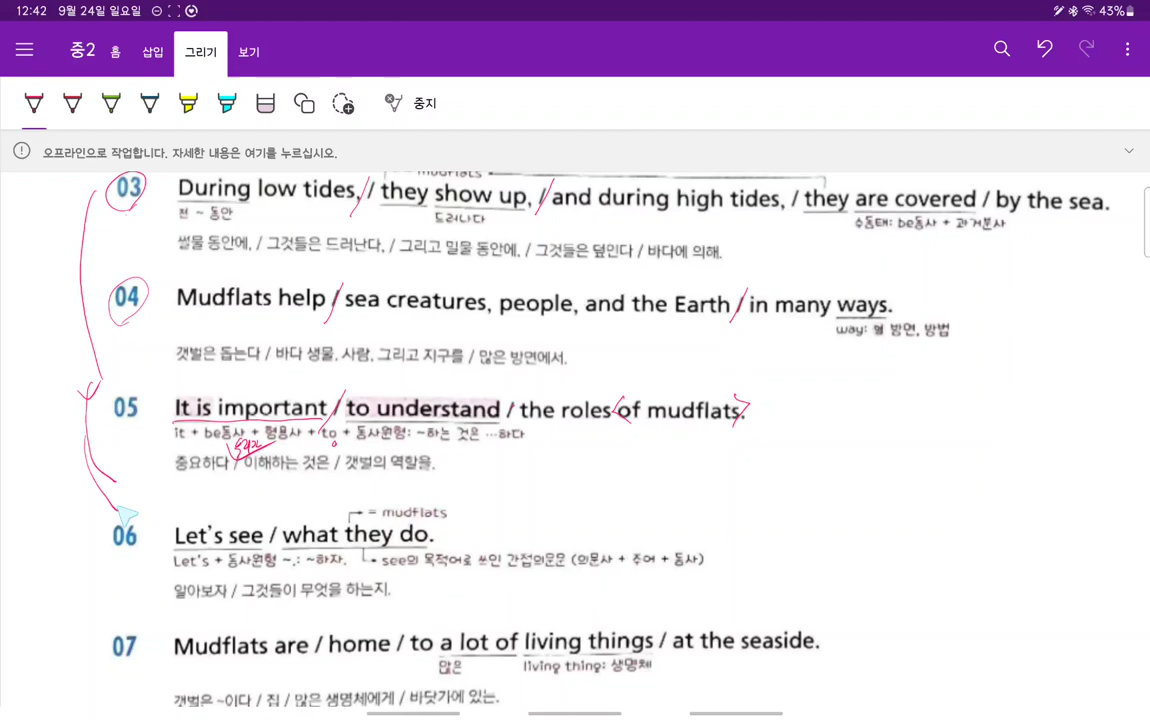 12:42 9월 24일 일요일 43%
중2 홈 삽입 그리기 보기
중지
오프라인으로 작업합니다. 자세한 내용은 여기를 누르십시오.
mudflats
03 During low tides, / they show up, / and during high tides, / they are covered / by the sea.
전 ~ 동안 드러나다 수동태: be동사 + 과거분사
썰물 동안에, / 그것들은 드러난다, / 그리고 밀물 동안에, / 그것들은 덮인다 / 바다에 의해.
04 Mudflats help / sea creatures, people, and the Earth / in many ways.
way: 명 방면, 방법
갯벌은 돕는다 / 바다 생물, 사람, 그리고 지구를 / 많은 방면에서.
05 It is important / to understand / the roles of mudflats.
it + be동사 + 형용사 + to + 동사원형: ~하는 것은 …하다
중요하다 / 이해하는 것은 / 갯벌의 역할을.
= mudflats
06 Let's see / what they do.
Let's + 동사원형 ~.: ~하자. see의 목적어로 쓰인 간접의문문 (의문사 + 주어 + 동사)
알아보자 / 그것들이 무엇을 하는지.
07 Mudflats are / home / to a lot of living things / at the seaside.
많은 living thing: 생명체
갯벌은 ~이다 / 집 / 많은 생명체에게 / 바닷가에 있는.